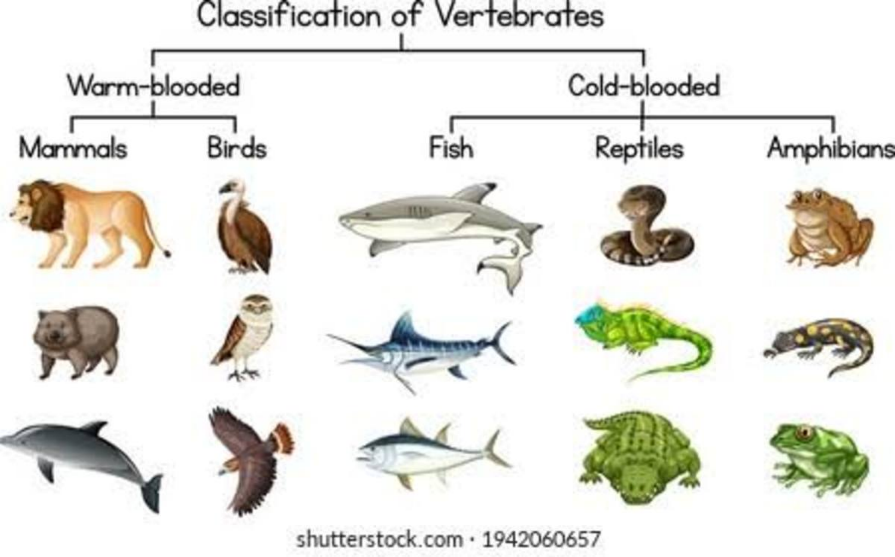 Classification of Vertebrates
Warm-blooded
Cold-blooded
Mammals
Birds
Fish
Reptiles
Amphibians
shutterstock.com · 1942060657